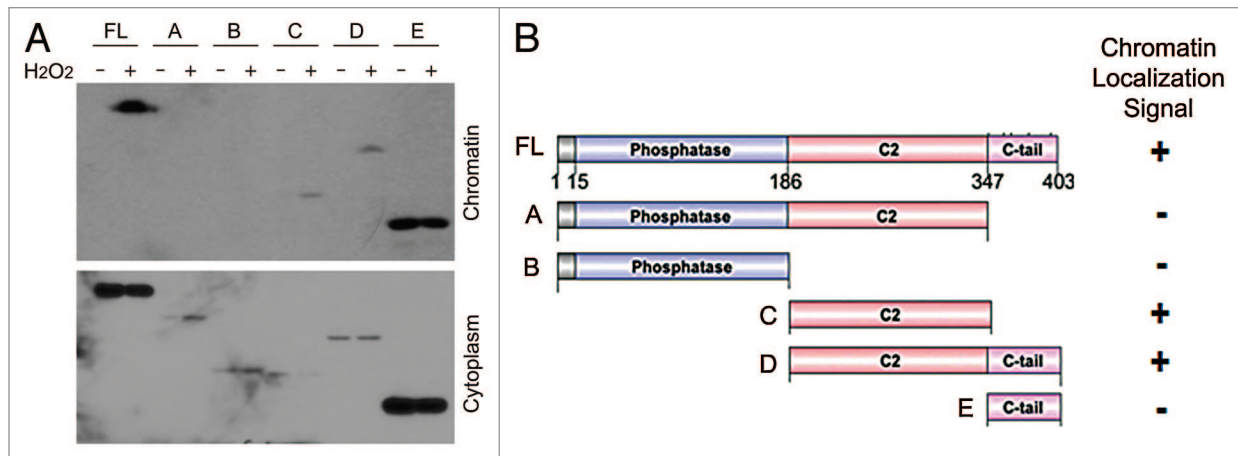 A
FL A B C D E
H2O2 - + - + - + - + - + - +
Chromatin
Cytoplasm
B
Chromatin
Localization
Signal
FL Phosphatase C2 C-tail +
1 15 186 347 403
A Phosphatase C2 -
B Phosphatase -
C C2 +
D C2 C-tail +
E C-tail -